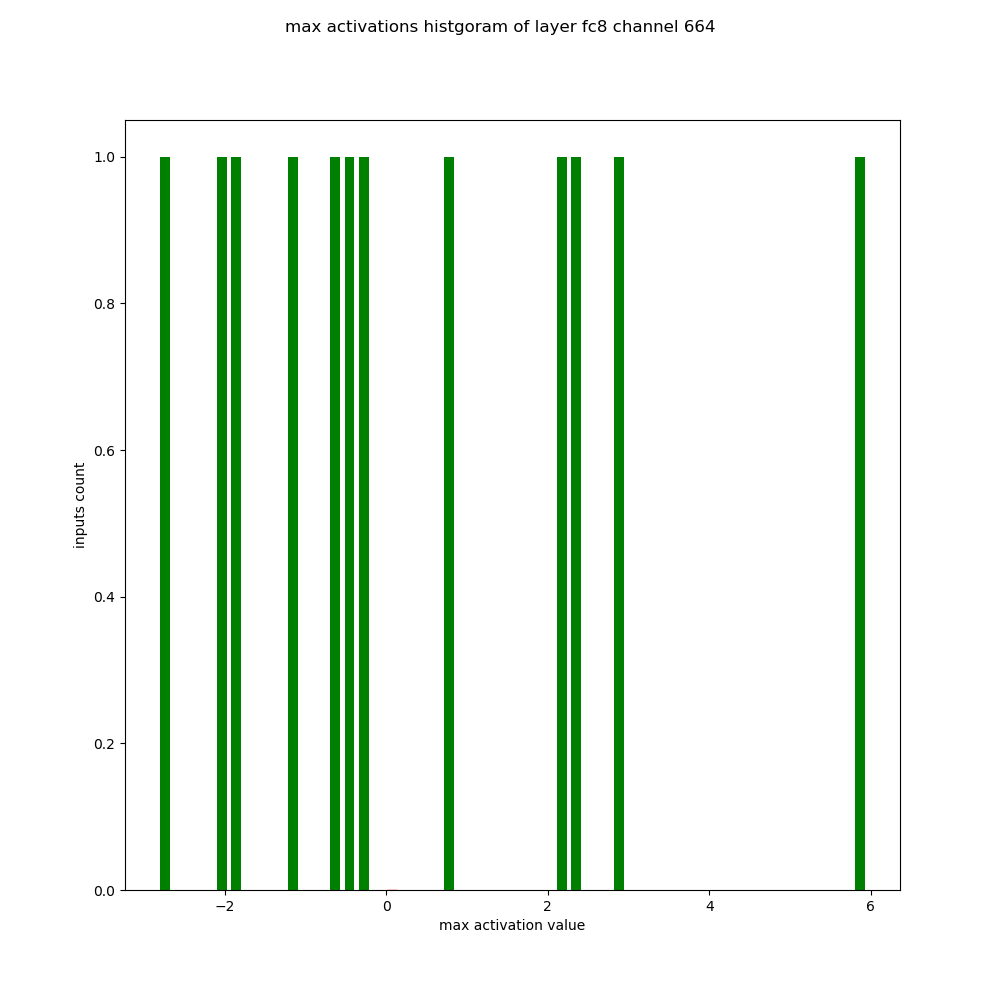 max activations histgoram of layer fc8 channel 664
1.0
0.8
0.6
0.4
0.2
0.0
inputs count
−2 0 2 4 6
max activation value